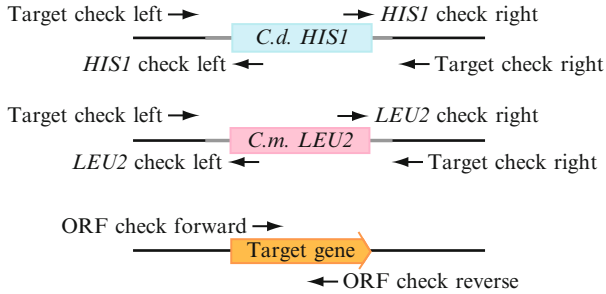 Target check left
HIS1 check right
C.d. HIS1
HIS1 check left
Target check right
Target check left
LEU2 check right
C.m. LEU2
LEU2 check left
Target check right
ORF check forward
Target gene
ORF check reverse